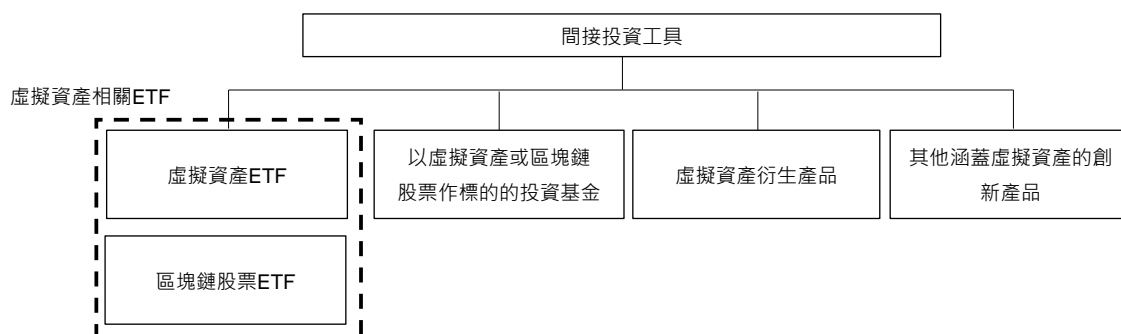 間接投資工具
虛擬資產相關ETF
虛擬資產ETF
以虛擬資產或區塊鏈
股票作標的的投資基金
虛擬資產衍生產品
其他涵蓋虛擬資產的創
新產品
區塊鏈股票ETF